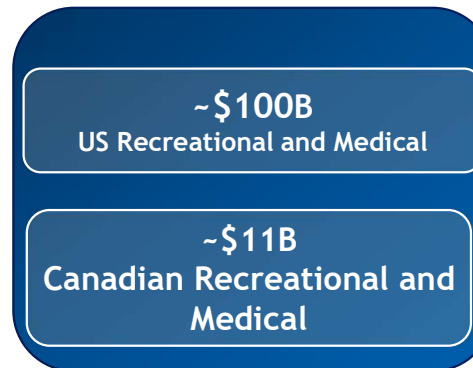 ~$100B
US Recreational and Medical
~$11B
Canadian Recreational and
Medical